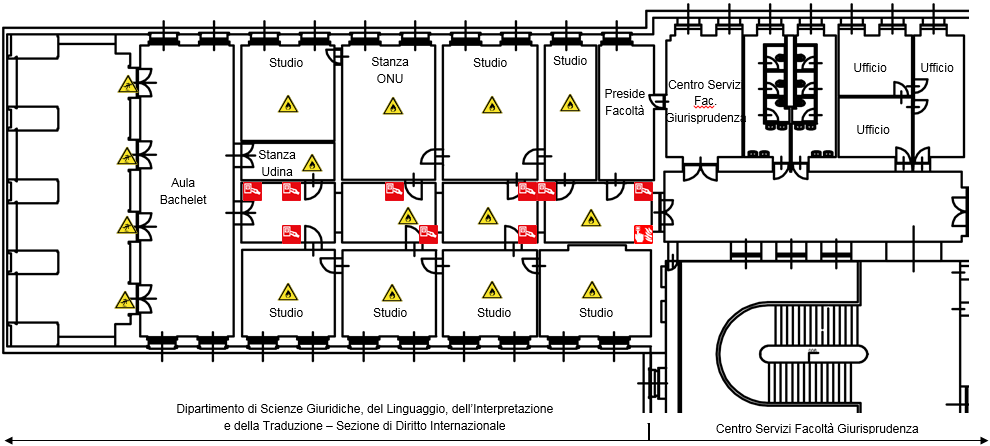 Studio
Stanza
ONU
Studio
Studio
Preside
Facoltà
Centro Servizi
Fac.
Giurisprudenza
Ufficio
Ufficio
Ufficio
Stanza
Udina
Aula
Bachelet
Studio
Studio
Studio
Studio
Dipartimento di Scienze Giuridiche, del Linguaggio, dell'Interpretazione
e della Traduzione – Sezione di Diritto Internazionale
Centro Servizi Facoltà Giurisprudenza